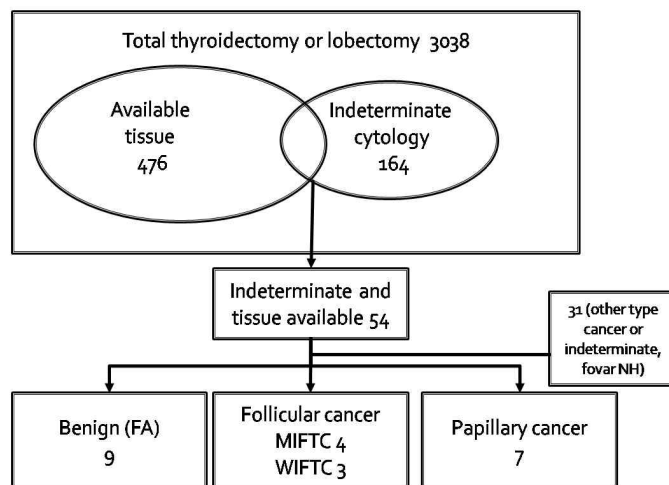 Total thyroidectomy or lobectomy 3038
Available
tissue
476
Indeterminate
cytology
164
Indeterminate and
tissue available 54
31 (other type
cancer or
indeterminate,
fovar NH)
Benign (FA)
9
Follicular cancer
MIFTC 4
WIFTC 3
Papillary cancer
7